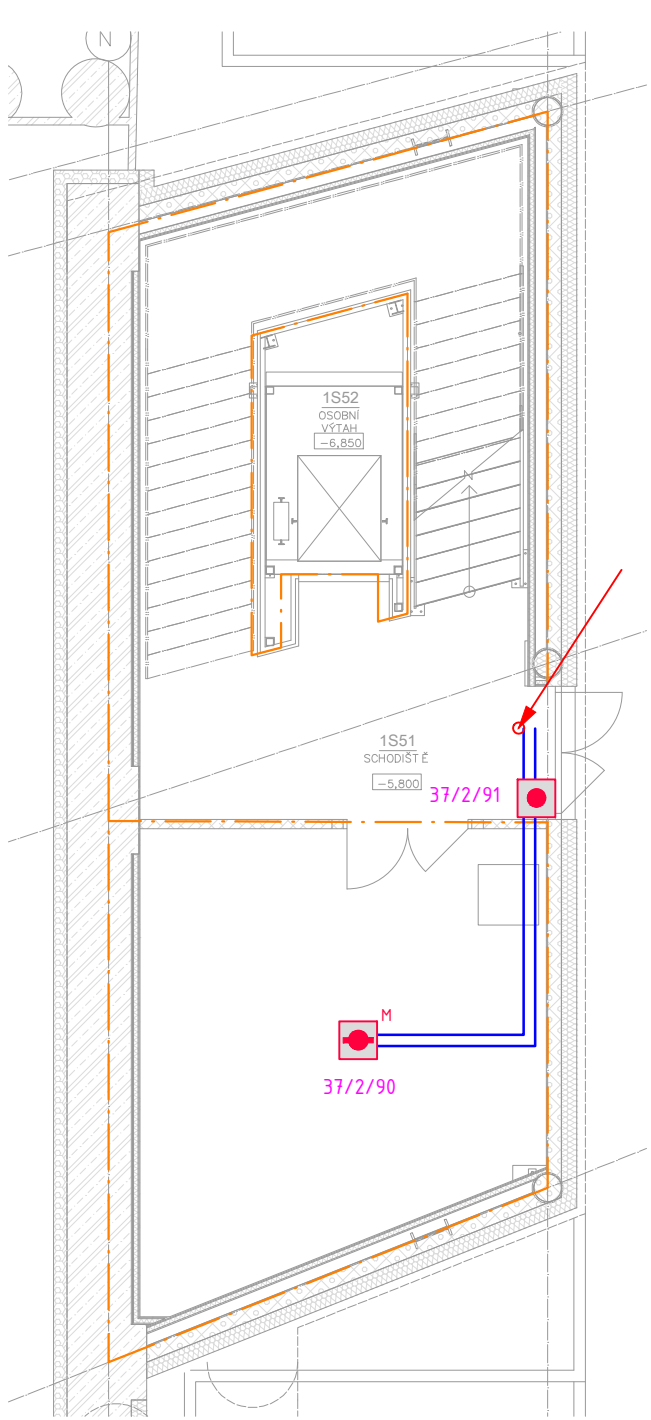 N
1S52
OSOBNÍ
VÝTAH
-6,850
N
1S51
SCHODIŠTĚ
-5,800
37/2/91
M
37/2/90